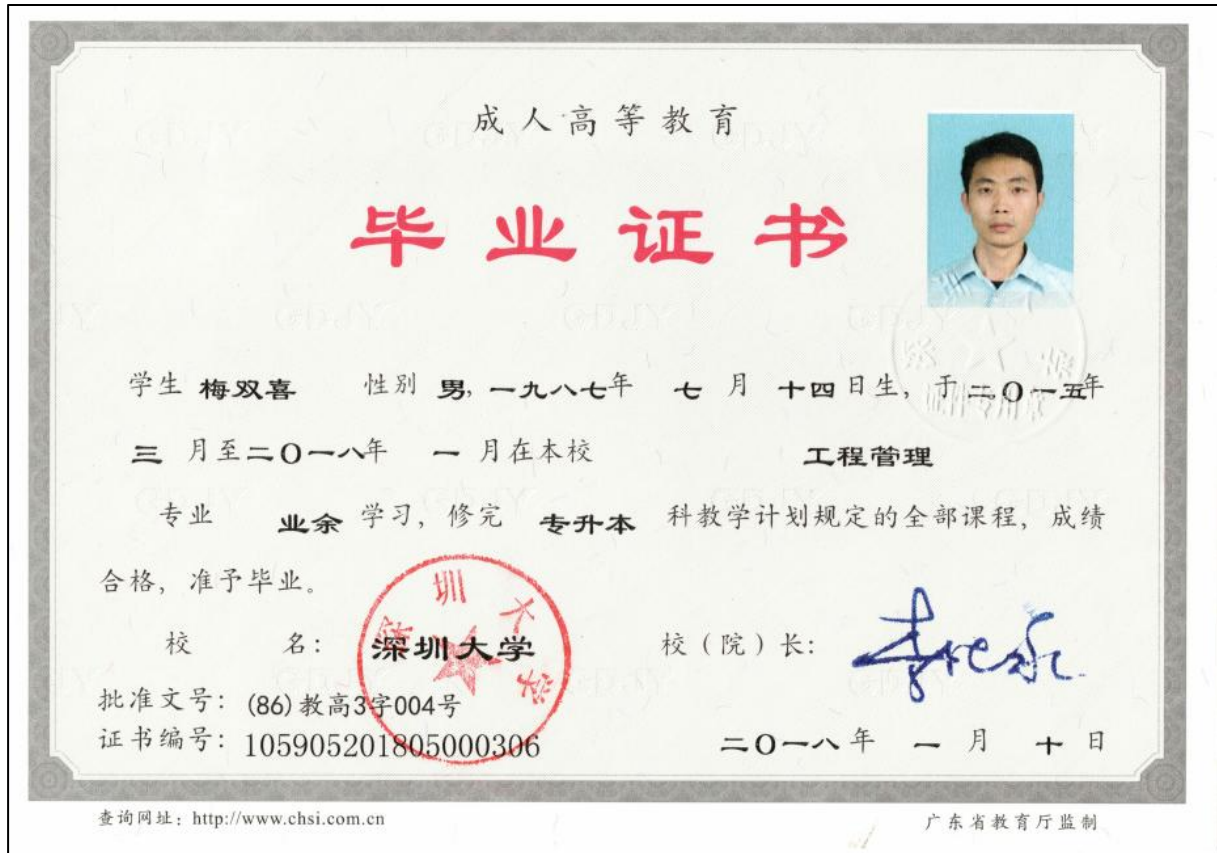 成人高等教育
毕业证书
学生 梅双喜 性别 男, 一九八七年 七 月 十四日生, 于二〇一五年
三 月至二〇一八年 一 月在本校 工程管理
专业 业余 学习, 修完 专升本 科教学计划规定的全部课程, 成绩
合格, 准予毕业。
校 名: 深圳大学 校(院)长:
深圳大学
批准文号: (86)教高3字004号
证书编号: 105905201805000306 二〇一八年 一 月 十 日
查询网址: http://www.chsi.com.cn 广东省教育厅监制